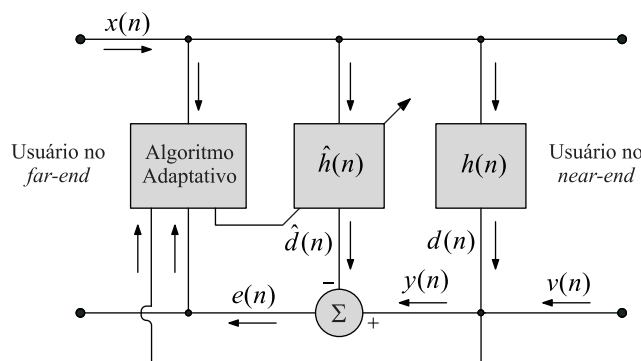 x(n)
Usuário no
far-end
Algoritmo
Adaptativo
ĥ(n)
h(n)
Usuário no
near-end
d̂(n)
d(n)
e(n)
−
Σ
+
y(n)
v(n)